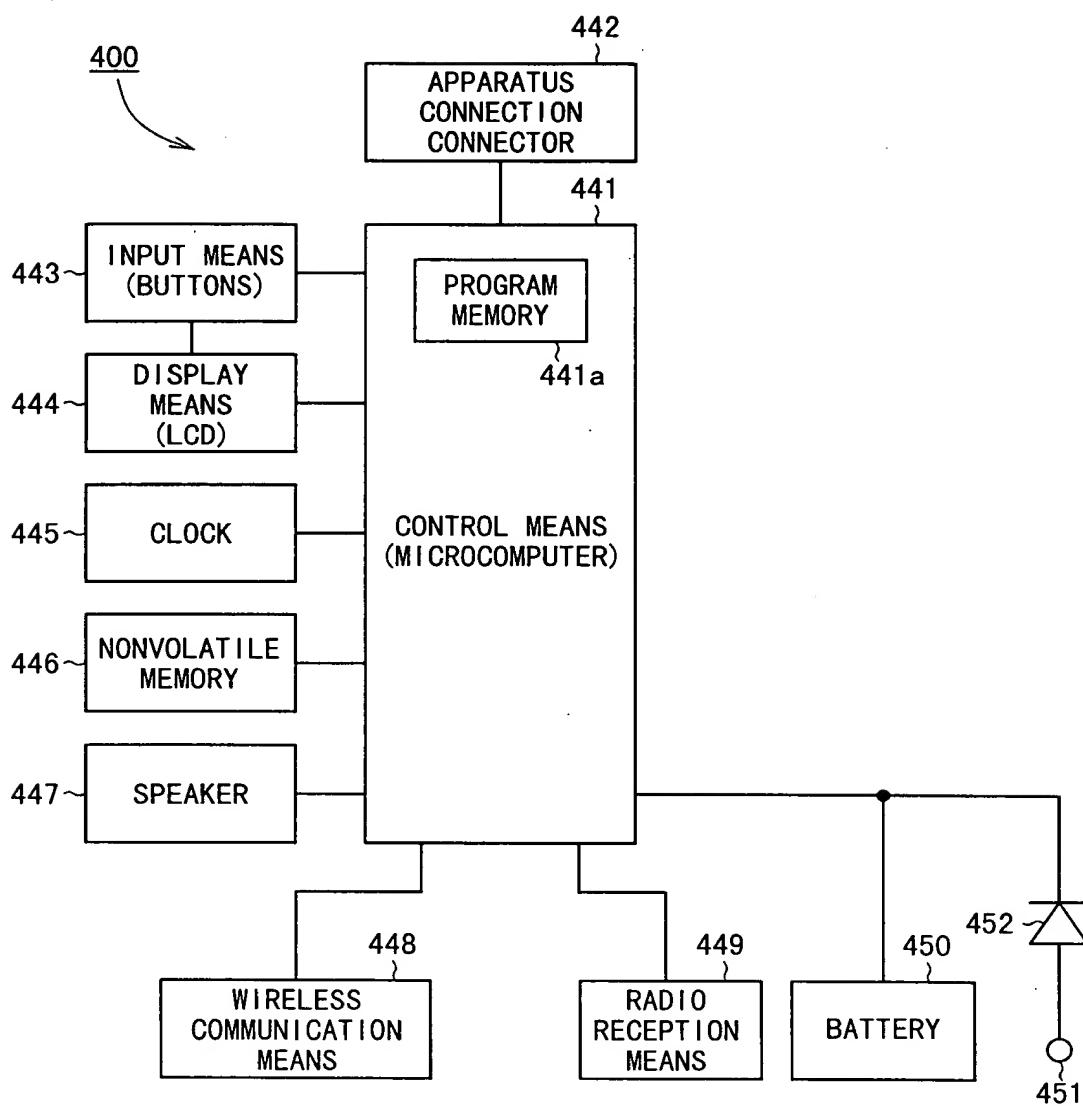 442
400
APPARATUS
CONNECTION
CONNECTOR
441
INPUT MEANS
(BUTTONS)
443
PROGRAM
MEMORY
441a
DISPLAY
MEANS
(LCD)
444
CLOCK
445
CONTROL MEANS
(MICROCOMPUTER)
NONVOLATILE
MEMORY
446
SPEAKER
447
448
449
450
452
WIRELESS
COMMUNICATION
MEANS
RADIO
RECEPTION
MEANS
BATTERY
451